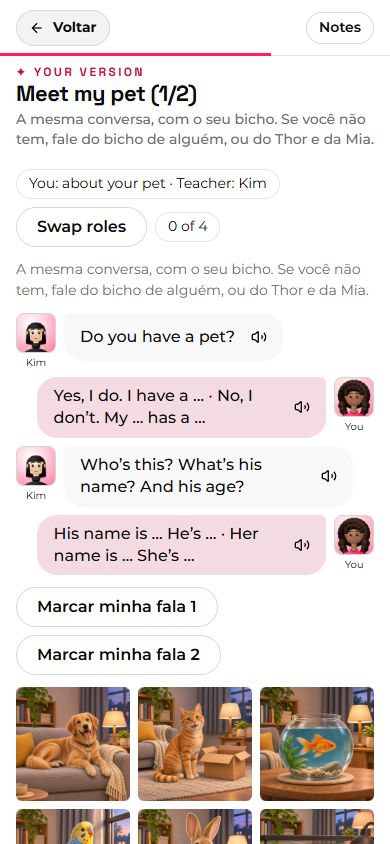 ← Voltar
Notes
✦ YOUR VERSION
Meet my pet (1/2)
A mesma conversa, com o seu bicho. Se você não
tem, fale do bicho de alguém, ou do Thor e da Mia.
You: about your pet · Teacher: Kim
Swap roles
0 of 4
A mesma conversa, com o seu bicho. Se você não
tem, fale do bicho de alguém, ou do Thor e da Mia.
Do you have a pet?
Kim
Yes, I do. I have a ... · No, I
don’t. My ... has a ...
You
Who’s this? What’s his
name? And his age?
Kim
His name is ... He’s ... · Her
name is ... She’s ...
You
Marcar minha fala 1
Marcar minha fala 2